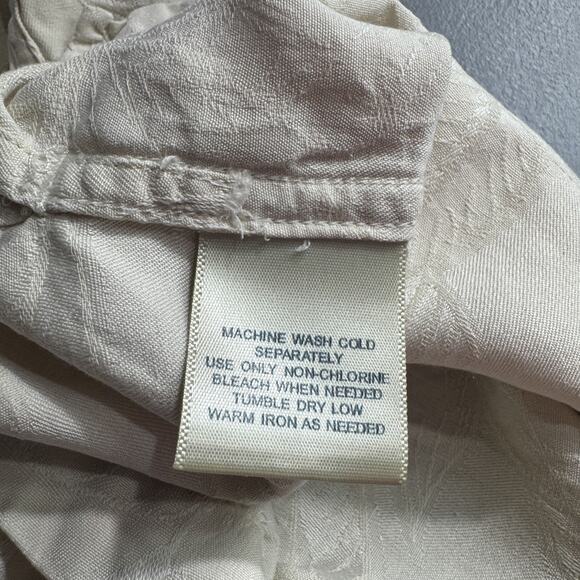 MACHINE WASH COLD
SEPARATELY
USE ONLY NON-CHLORINE
BLEACH WHEN NEEDED
TUMBLE DRY LOW
WARM IRON AS NEEDED